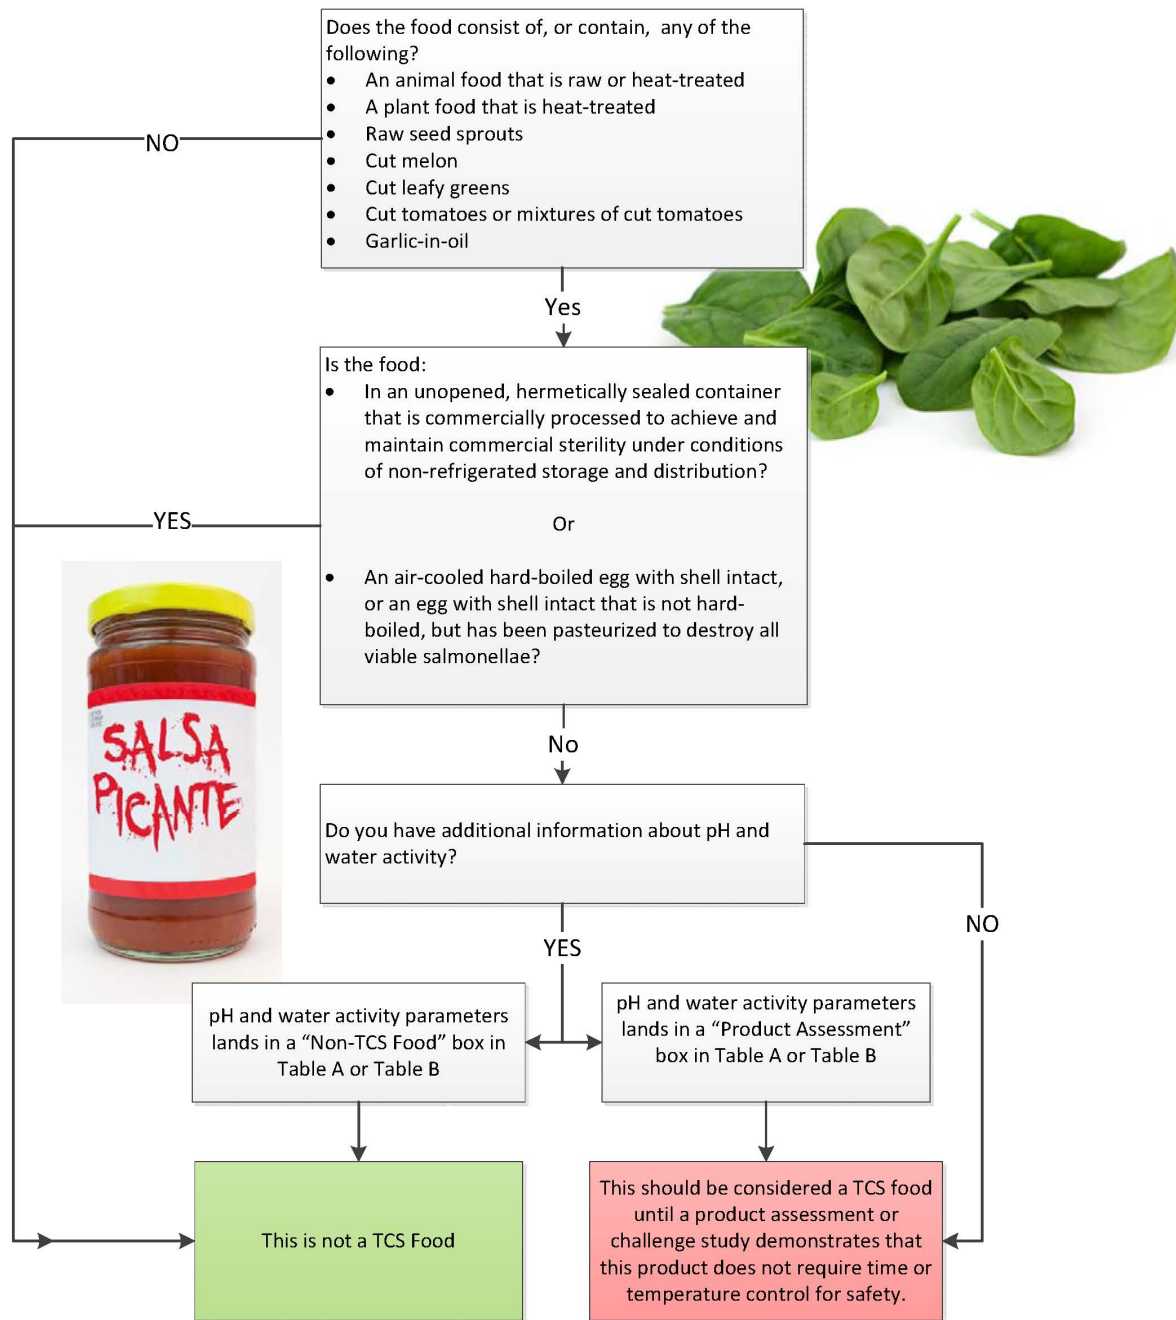 Does the food consist of, or contain, any of the
following?
• An animal food that is raw or heat-treated
• A plant food that is heat-treated
• Raw seed sprouts
• Cut melon
• Cut leafy greens
• Cut tomatoes or mixtures of cut tomatoes
• Garlic-in-oil
NO
Yes
Is the food:
• In an unopened, hermetically sealed container
that is commercially processed to achieve and
maintain commercial sterility under conditions
of non-refrigerated storage and distribution?
Or
• An air-cooled hard-boiled egg with shell intact,
or an egg with shell intact that is not hard-
boiled, but has been pasteurized to destroy all
viable salmonellae?
YES
SALSA
PICANTE
No
Do you have additional information about pH and
water activity?
NO
YES
pH and water activity parameters
lands in a “Non-TCS Food” box in
Table A or Table B
pH and water activity parameters
lands in a “Product Assessment”
box in Table A or Table B
This is not a TCS Food
This should be considered a TCS food
until a product assessment or
challenge study demonstrates that
this product does not require time or
temperature control for safety.